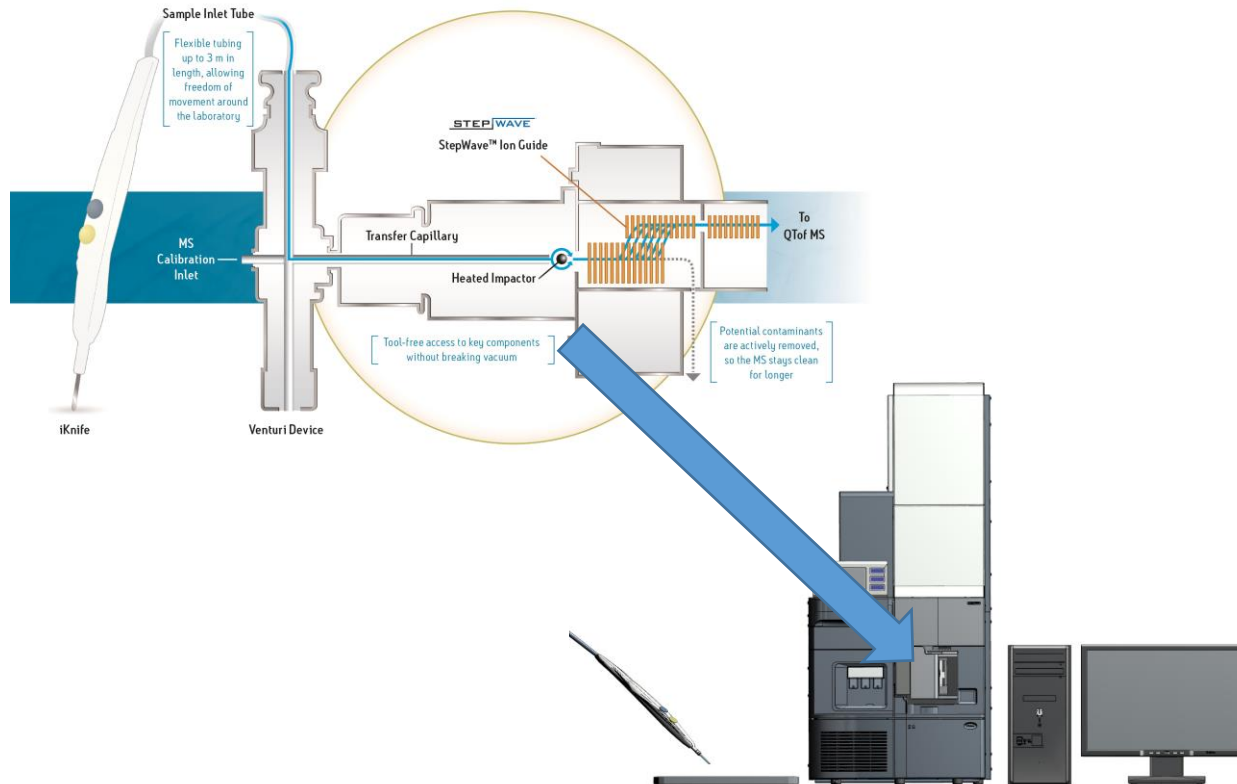 Sample Inlet Tube
Flexible tubing
up to 3 m in
length, allowing
freedom of
movement around
the laboratory
STEPWAVE
StepWave™ Ion Guide
To
QTof MS
Transfer Capillary
MS
Calibration
Inlet
Heated Impactor
Tool-free access to key components
without breaking vacuum
Potential contaminants
are actively removed,
so the MS stays clean
for longer
iKnife
Venturi Device